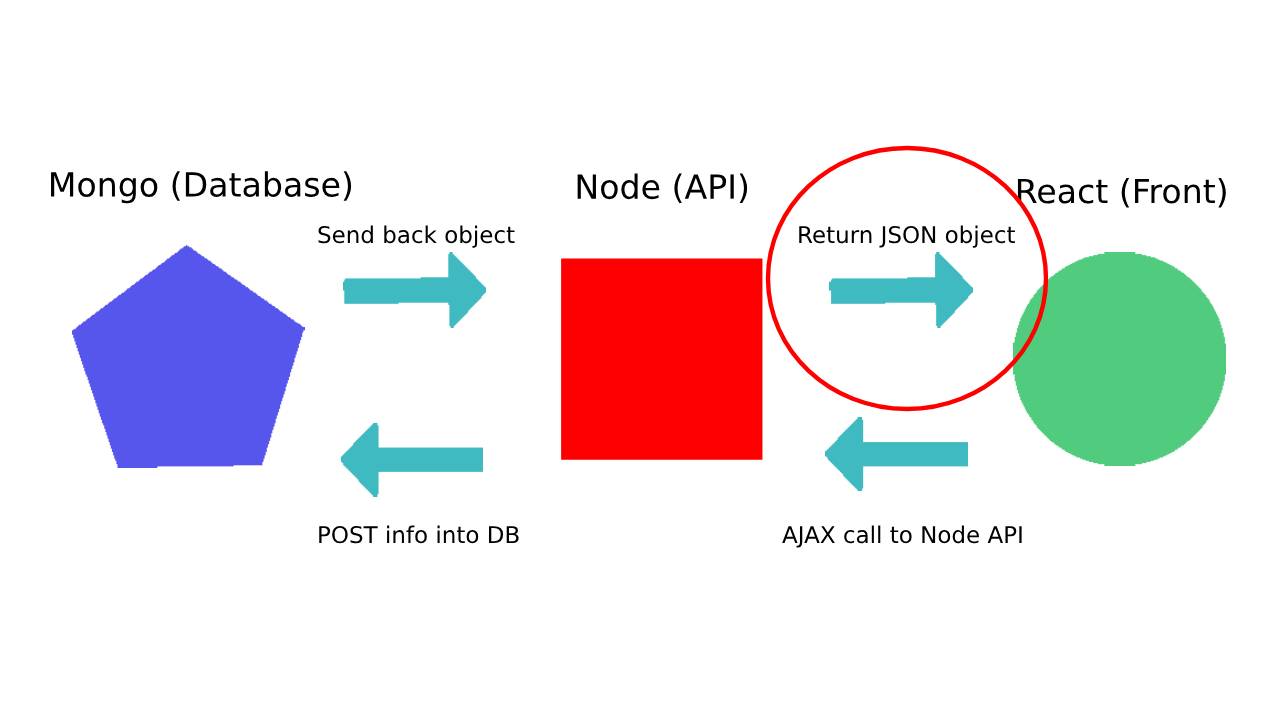 Mongo (Database)
Node (API)
React (Front)
Send back object
Return JSON object
POST info into DB
AJAX call to Node API